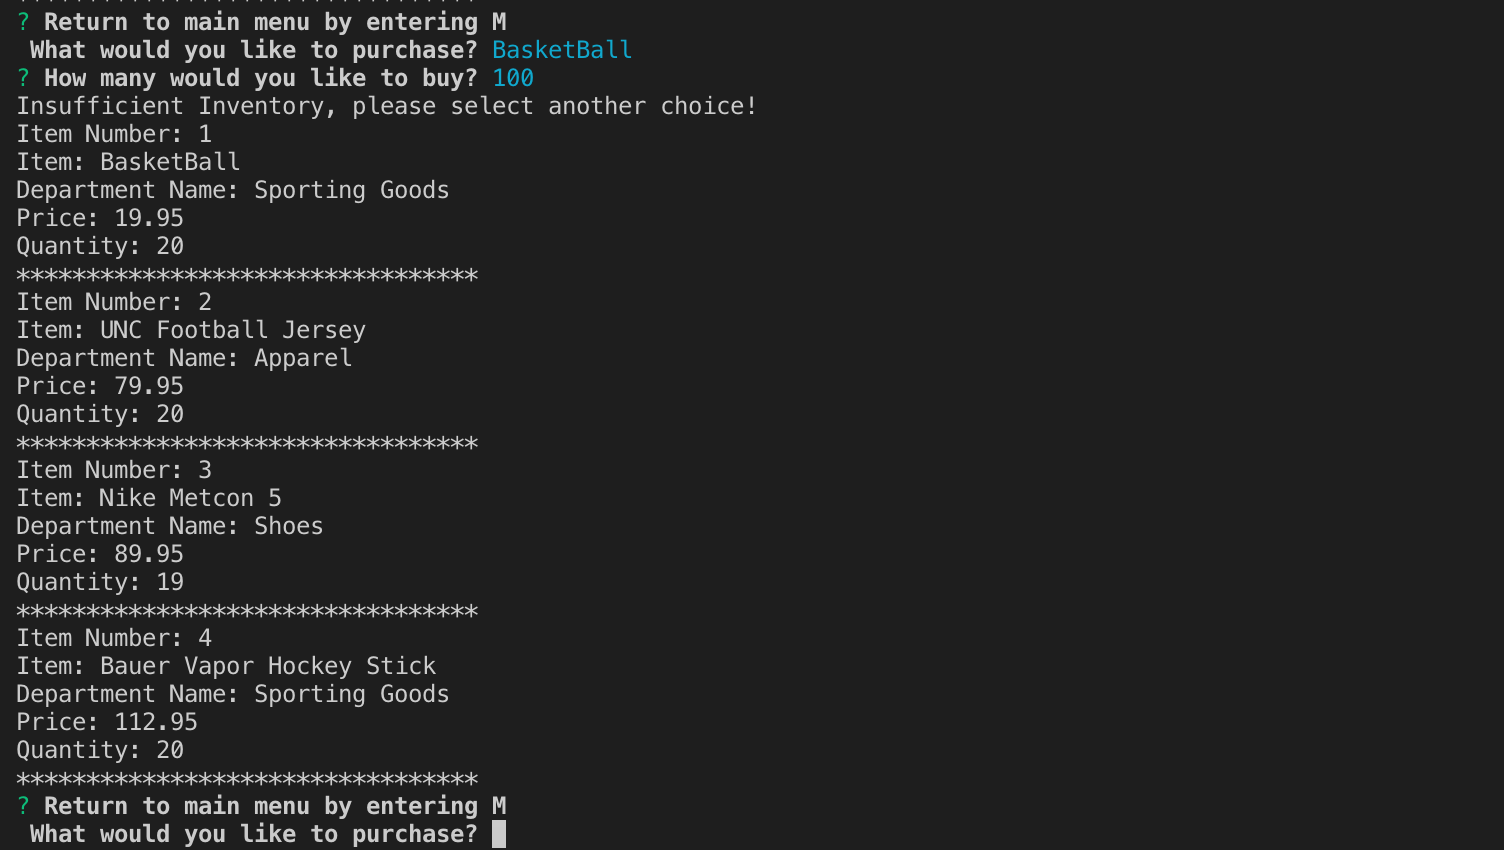 ? Return to main menu by entering M
What would you like to purchase? BasketBall
? How many would you like to buy? 100
Insufficient Inventory, please select another choice!
Item Number: 1
Item: BasketBall
Department Name: Sporting Goods
Price: 19.95
Quantity: 20
*********************************
Item Number: 2
Item: UNC Football Jersey
Department Name: Apparel
Price: 79.95
Quantity: 20
*********************************
Item Number: 3
Item: Nike Metcon 5
Department Name: Shoes
Price: 89.95
Quantity: 19
*********************************
Item Number: 4
Item: Bauer Vapor Hockey Stick
Department Name: Sporting Goods
Price: 112.95
Quantity: 20
*********************************
? Return to main menu by entering M
What would you like to purchase?